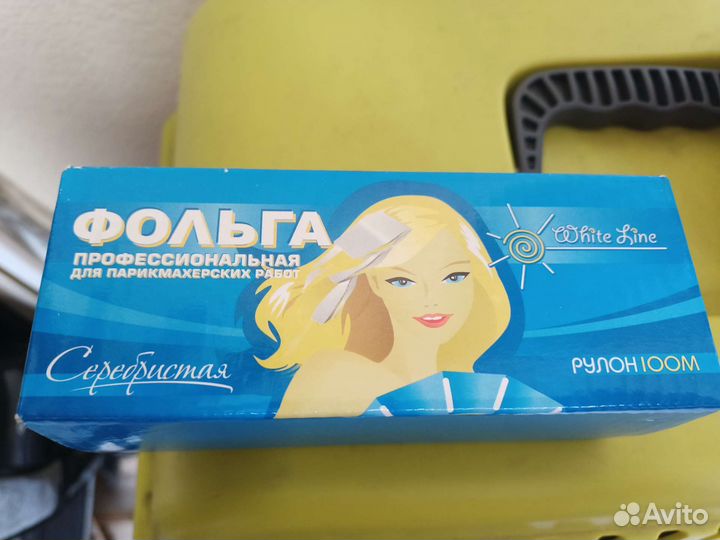 ФОЛЬГА
ПРОФЕССИОНАЛЬНАЯ
ДЛЯ ПАРИКМАХЕРСКИХ РАБОТ
White Line
Серебристая
РУЛОН 100М
Avito